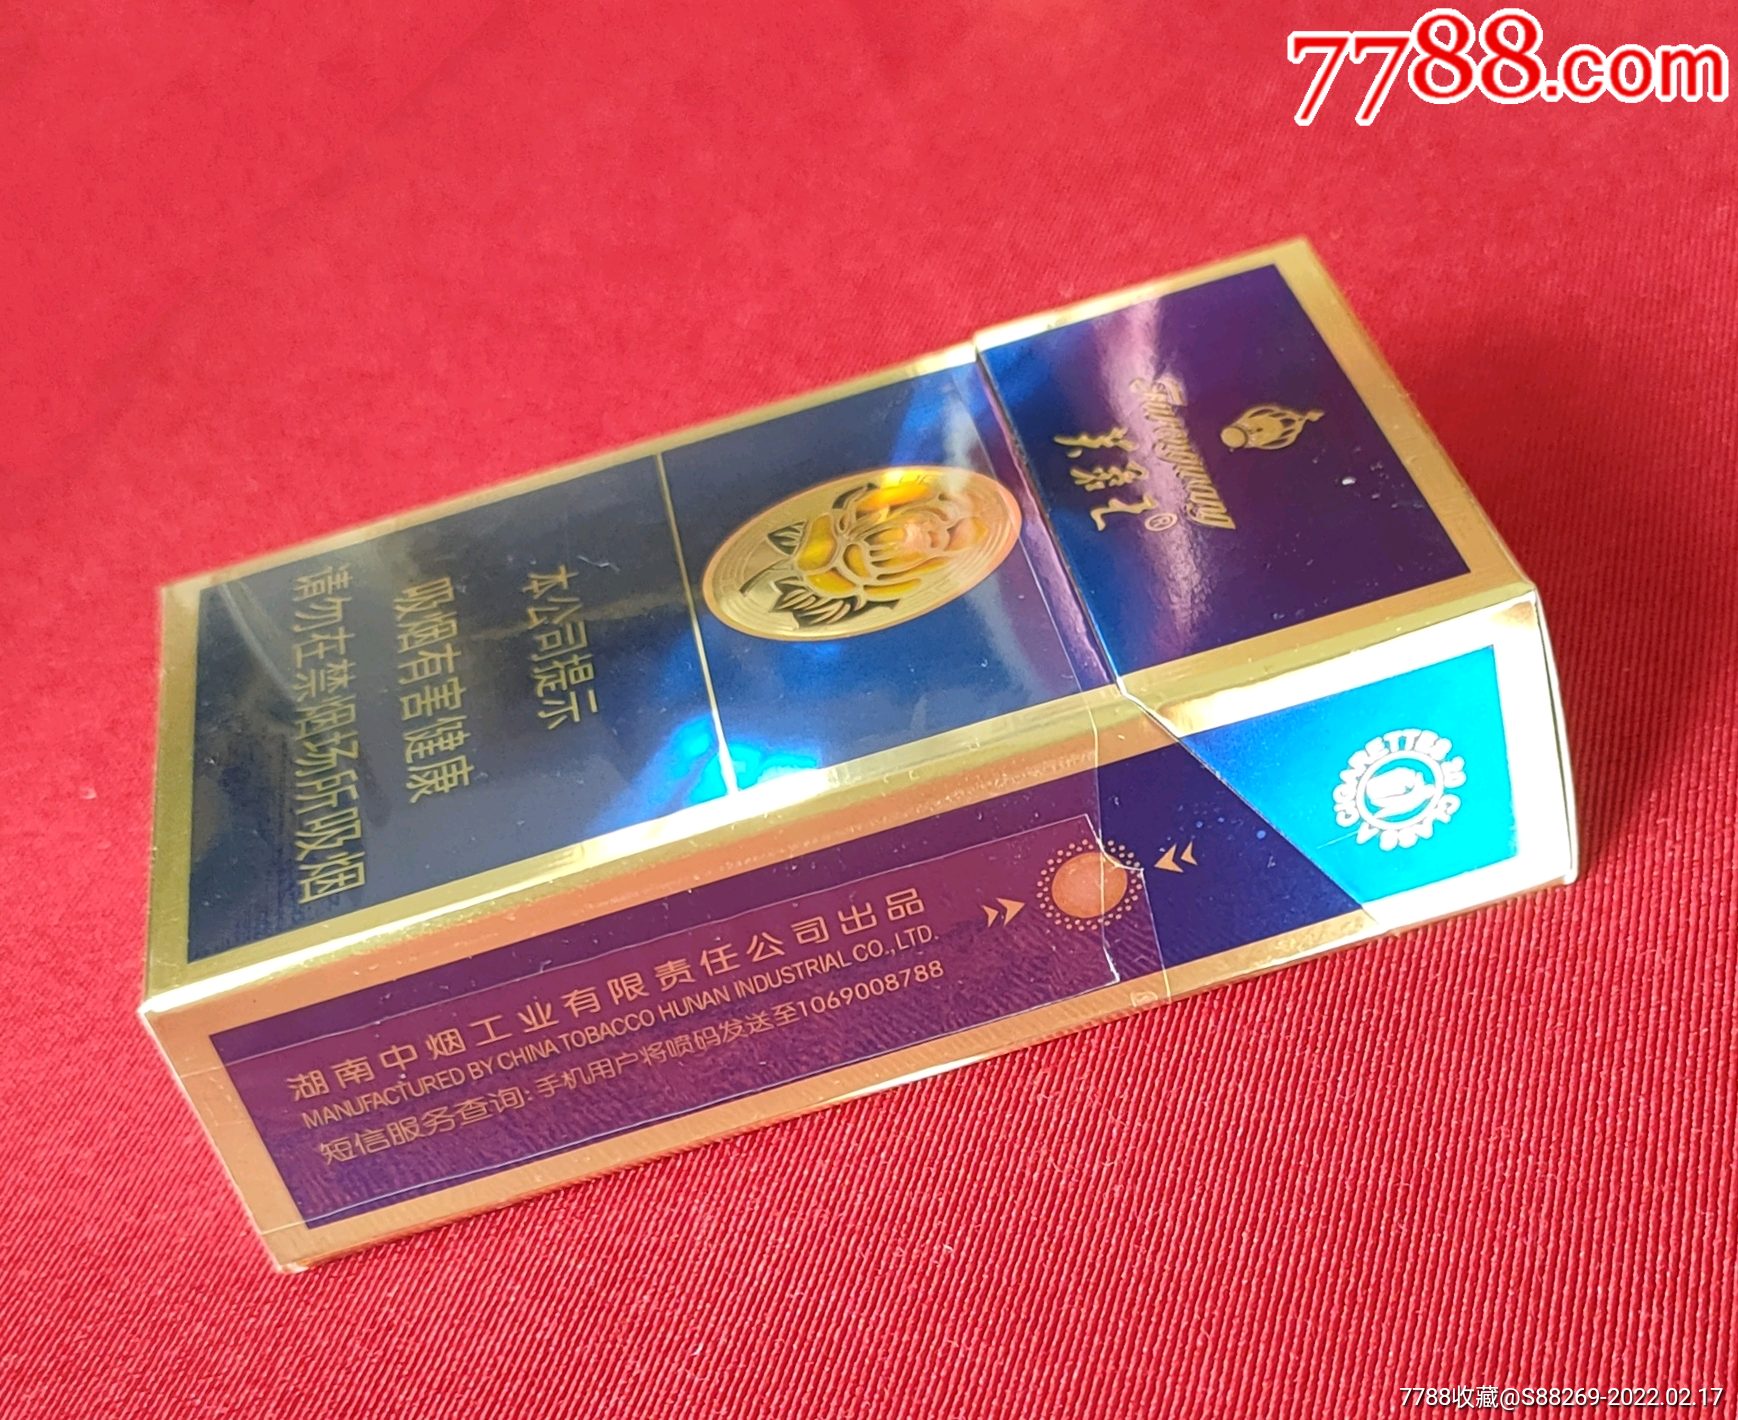 7788.com
Furongwang
芙蓉王®
本公司提示
吸烟有害健康
请勿在禁烟场所吸烟
20 CIGARETTES CLASS A
湖南中烟工业有限责任公司出品
MANUFACTURED BY CHINA TOBACCO HUNAN INDUSTRIAL CO.,LTD.
短信服务查询:手机用户将喷码发送至1069008788
7788收藏@S88269-2022.02.17